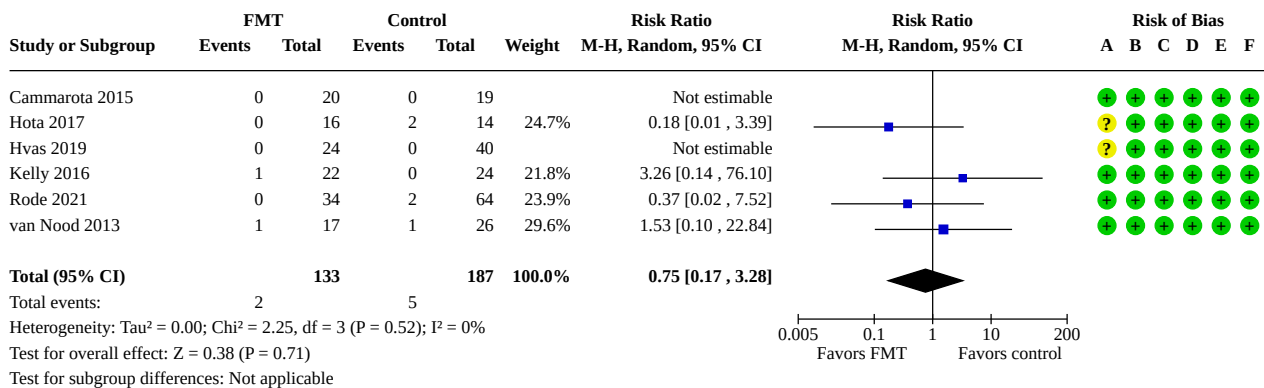 FMT Control Risk Ratio Risk Ratio Risk of Bias
Study or Subgroup Events Total Events Total Weight M-H, Random, 95% CI M-H, Random, 95% CI A B C D E F
Cammarota 2015 0 20 0 19 Not estimable + + + + + +
Hota 2017 0 16 2 14 24.7% 0.18 [0.01 , 3.39] ? + + + + +
Hvas 2019 0 24 0 40 Not estimable ? + + + + +
Kelly 2016 1 22 0 24 21.8% 3.26 [0.14 , 76.10] + + + + + +
Rode 2021 0 34 2 64 23.9% 0.37 [0.02 , 7.52] + + + + + +
van Nood 2013 1 17 1 26 29.6% 1.53 [0.10 , 22.84] + + + + + +
Total (95% CI) 133 187 100.0% 0.75 [0.17 , 3.28]
Total events: 2 5
Heterogeneity: Tau² = 0.00; Chi² = 2.25, df = 3 (P = 0.52); I² = 0%
Test for overall effect: Z = 0.38 (P = 0.71)
Test for subgroup differences: Not applicable
0.005 0.1 1 10 200
Favors FMT Favors control